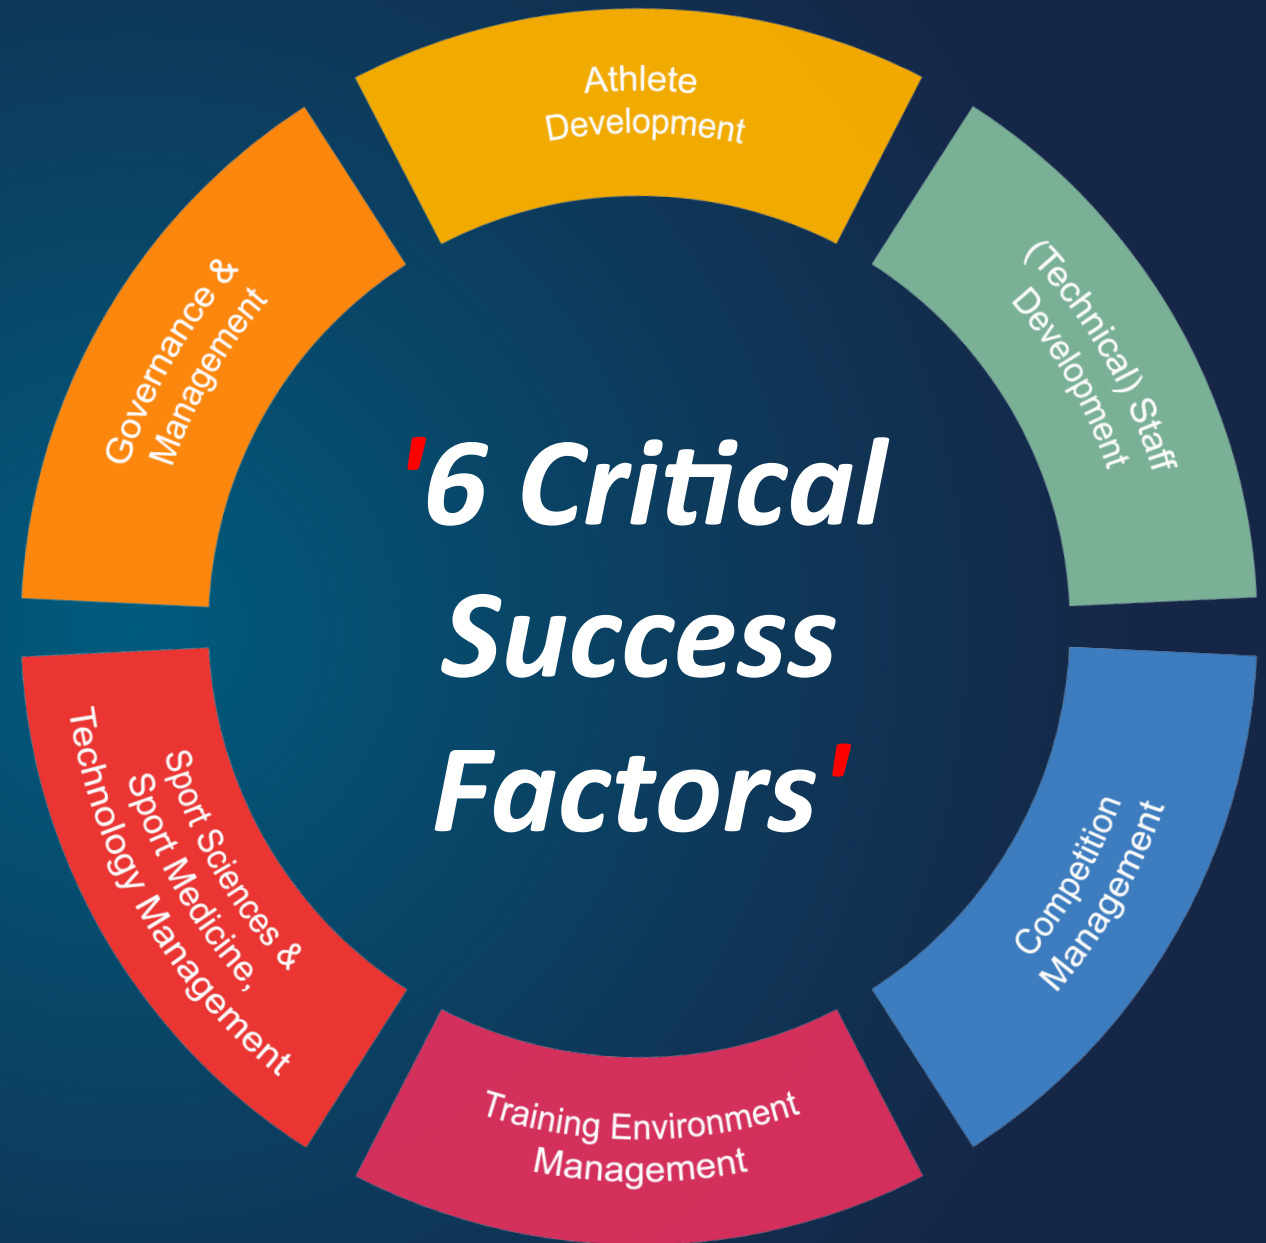 Athlete
Development
(Technical) Staff
Development
Competition
Management
Training Environment
Management
Sport Sciences &
Sport Medicine,
Technology Management
Governance &
Management
'6 Critical
Success
Factors'